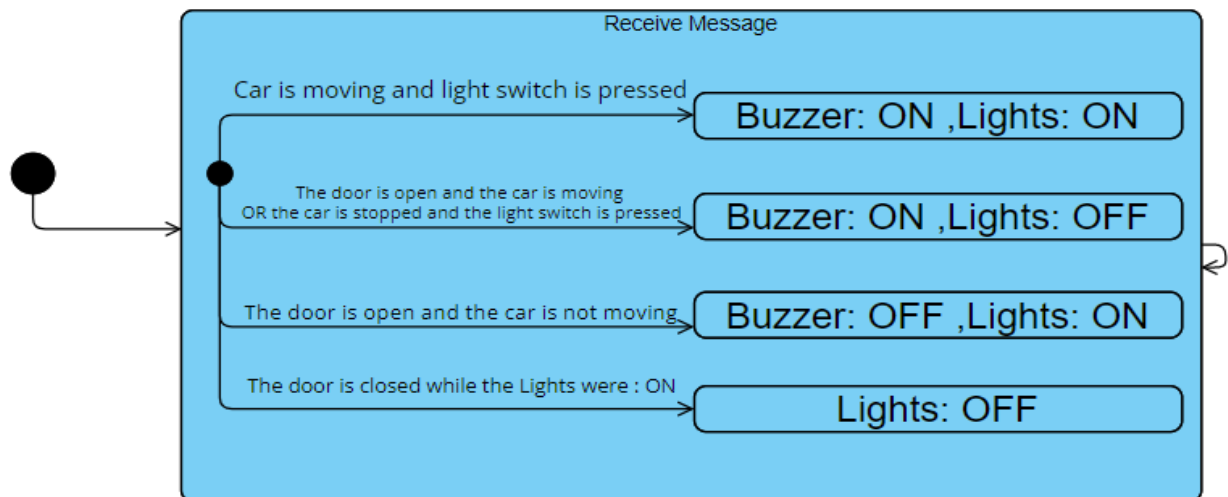 Receive Message
Car is moving and light switch is pressed
Buzzer: ON ,Lights: ON
The door is open and the car is moving
OR the car is stopped and the light switch is pressed
Buzzer: ON ,Lights: OFF
The door is open and the car is not moving
Buzzer: OFF ,Lights: ON
The door is closed while the Lights were : ON
Lights: OFF